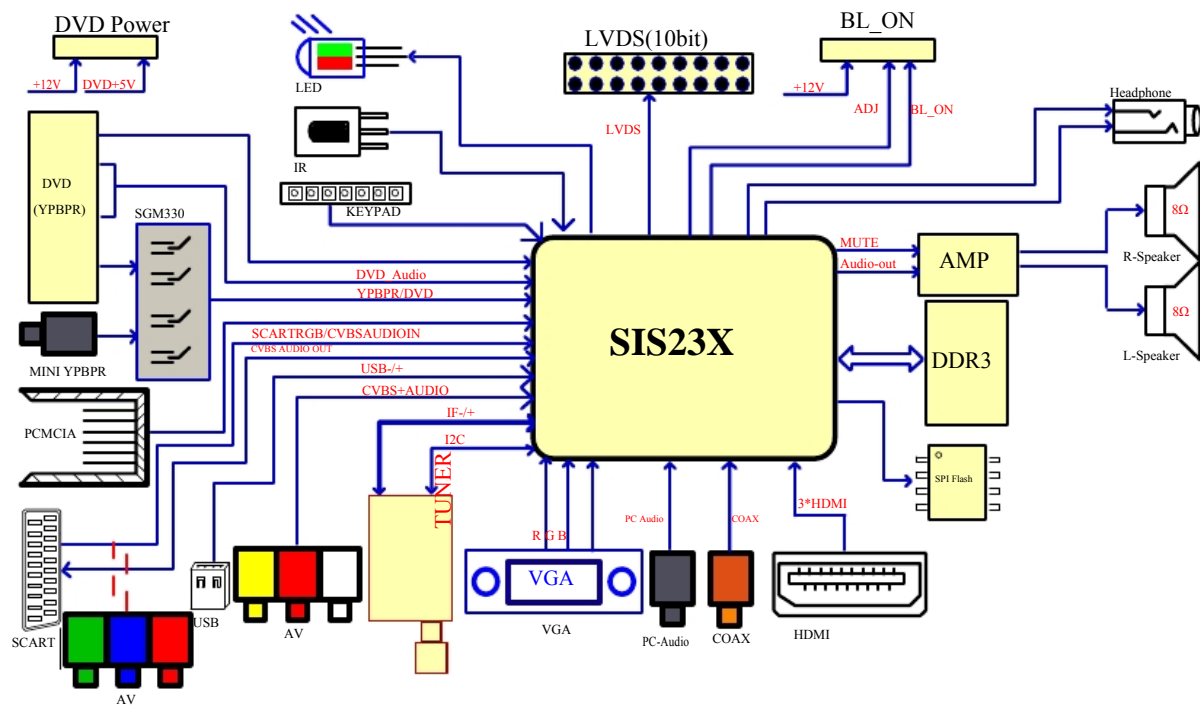 DVD Power
+12V
DVD+5V
LED
LVDS(10bit)
LVDS
BL_ON
+12V
ADJ
BL_ON
Headphone
IR
KEYPAD
DVD
(YPBPR)
SGM330
MINI YPBPR
DVD_Audio
YPBPR/DVD
SCARTRGB/CVBSAUDIOIN
CVBS AUDIO OUT
USB-/+
CVBS+AUDIO
IF-/+
I2C
TUNER
SIS23X
MUTE
Audio-out
AMP
8Ω
R-Speaker
8Ω
L-Speaker
DDR3
SPI Flash
PCMCIA
SCART
USB
AV
AV
R G B
VGA
VGA
PC Audio
PC-Audio
COAX
COAX
3*HDMI
HDMI